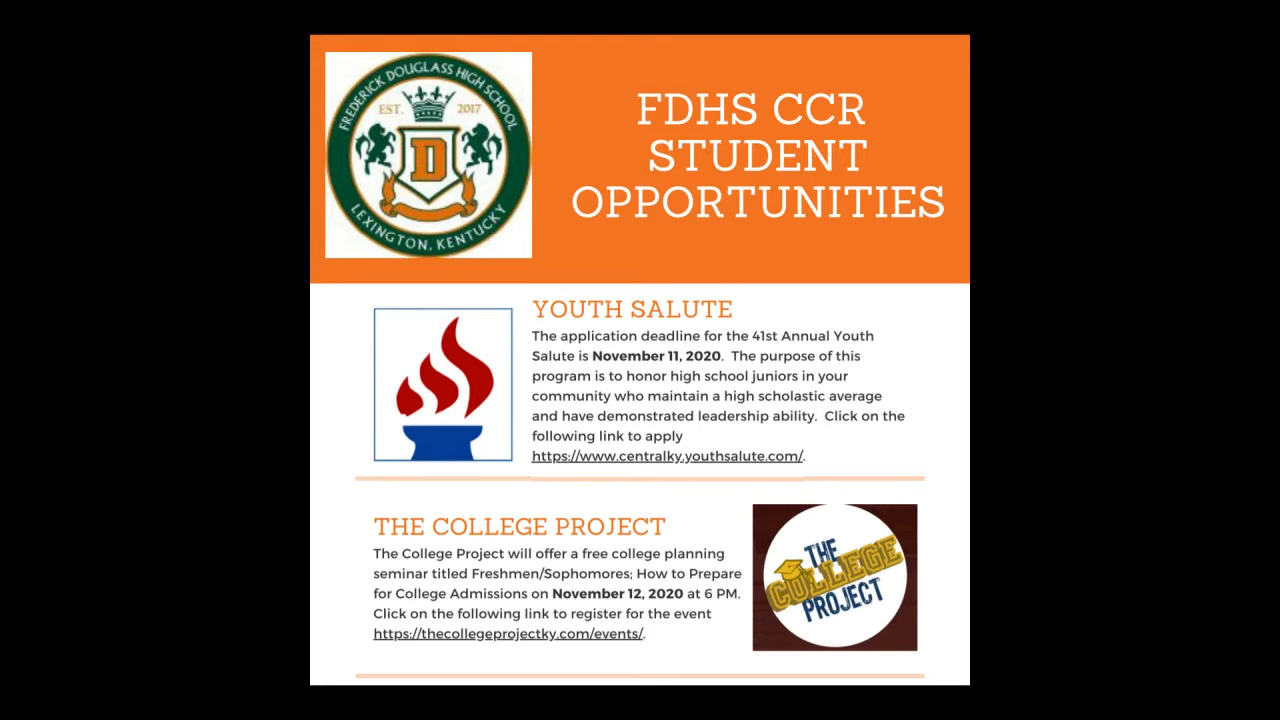 FREDERICK DOUGLASS HIGH SCHOOL
EST. 2017
D
LEXINGTON, KENTUCKY
FDHS CCR
STUDENT
OPPORTUNITIES
YOUTH SALUTE
The application deadline for the 41st Annual Youth
Salute is November 11, 2020. The purpose of this
program is to honor high school juniors in your
community who maintain a high scholastic average
and have demonstrated leadership ability. Click on the
following link to apply
https://www.centralky.youthsalute.com/.
THE COLLEGE PROJECT
The College Project will offer a free college planning
seminar titled Freshmen/Sophomores; How to Prepare
for College Admissions on November 12, 2020 at 6 PM.
Click on the following link to register for the event
https://thecollegeprojectky.com/events/.
THE
COLLEGE
PROJECT